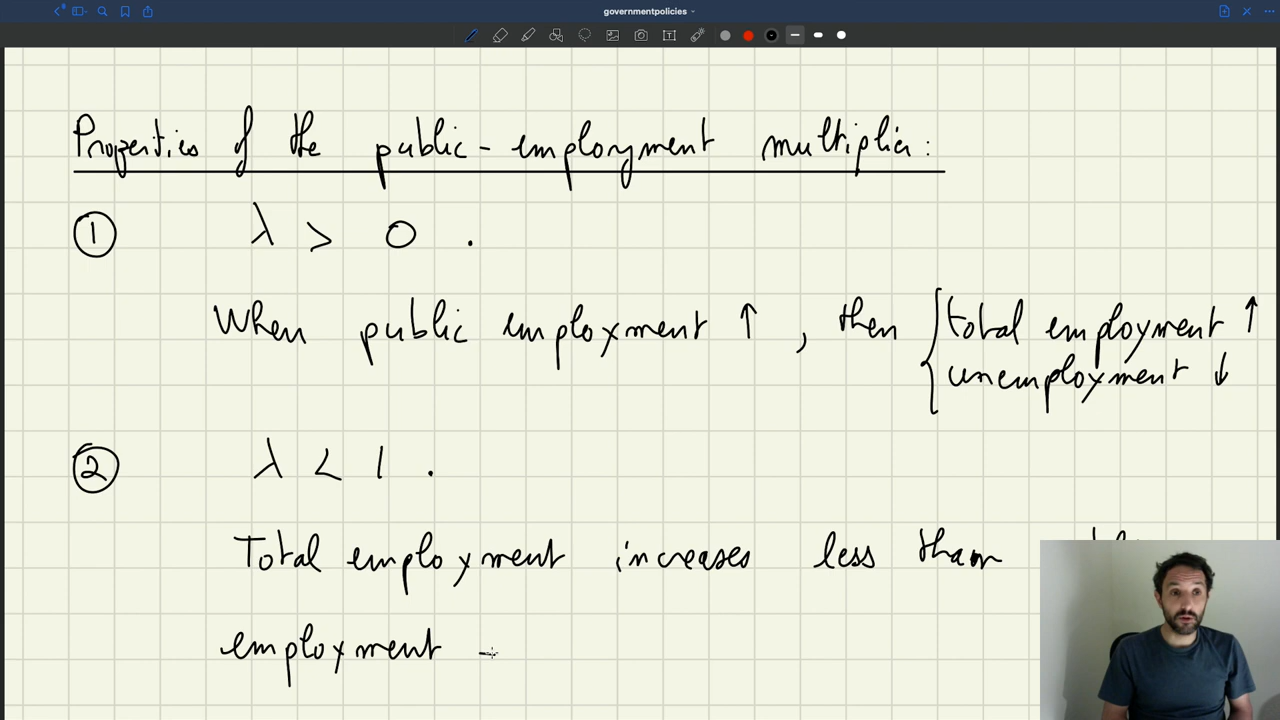 governmentpolicies
Properties of the public-employment multiplier:
① λ > 0 .
When public employment ↑ , then { total employment ↑
unemployment ↓
② λ < 1 .
Total employment increases less than
employment -